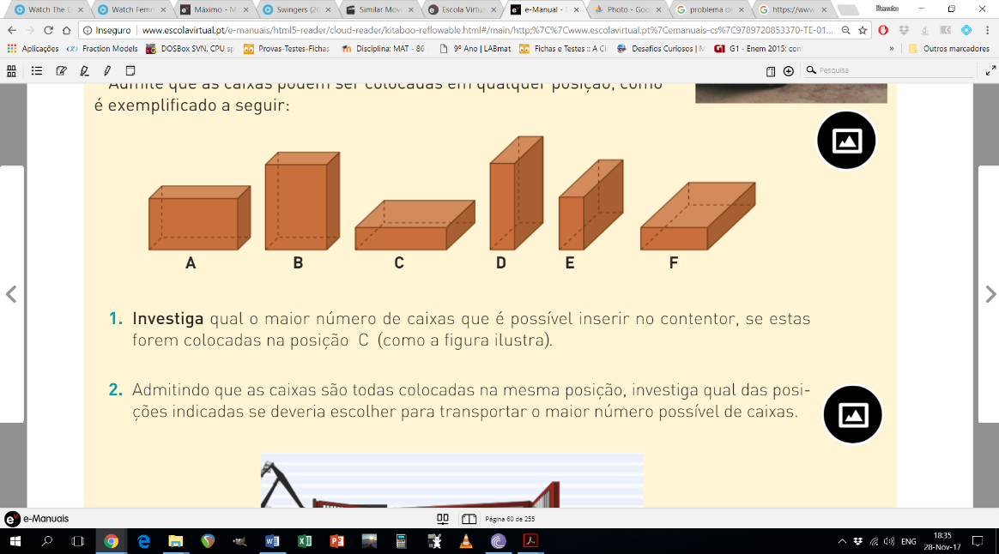 Watch The G
Watch Fem
Máximo - M
Swingers (20
Similar Movi
Escola Virtua
e-Manual -
Photo - Goo
problema de
https://www
Inseguro
www.escolavirtual.pt/e-manuais/html5-reader/cloud-reader/kitaboo-reflowable.html#/main/http;%7C%7Cwww.escolavirtual.pt%7Cemanuais-cs%7C9789720853370-TE-01...
Aplicações
Fraction Models
DOSBox SVN, CPU sp
Provas-Testes-Fichas
Disciplina: MAT - 86
9º Ano | LABmat
Fichas e Testes :: A Ci
Desafios Curiosos | M
G1 - Enem 2015: conf
»
Outros marcadores
Pesquisa
Admite que as caixas podem ser colocadas em qualquer posição, como
é exemplificado a seguir:
A B C D E F
1. Investiga qual o maior número de caixas que é possível inserir no contentor, se estas
forem colocadas na posição C (como a figura ilustra).
2. Admitindo que as caixas são todas colocadas na mesma posição, investiga qual das posi-
ções indicadas se deveria escolher para transportar o maior número possível de caixas.
e-Manuais
Página 60 de 255
ENG
18:35
28-Nov-17